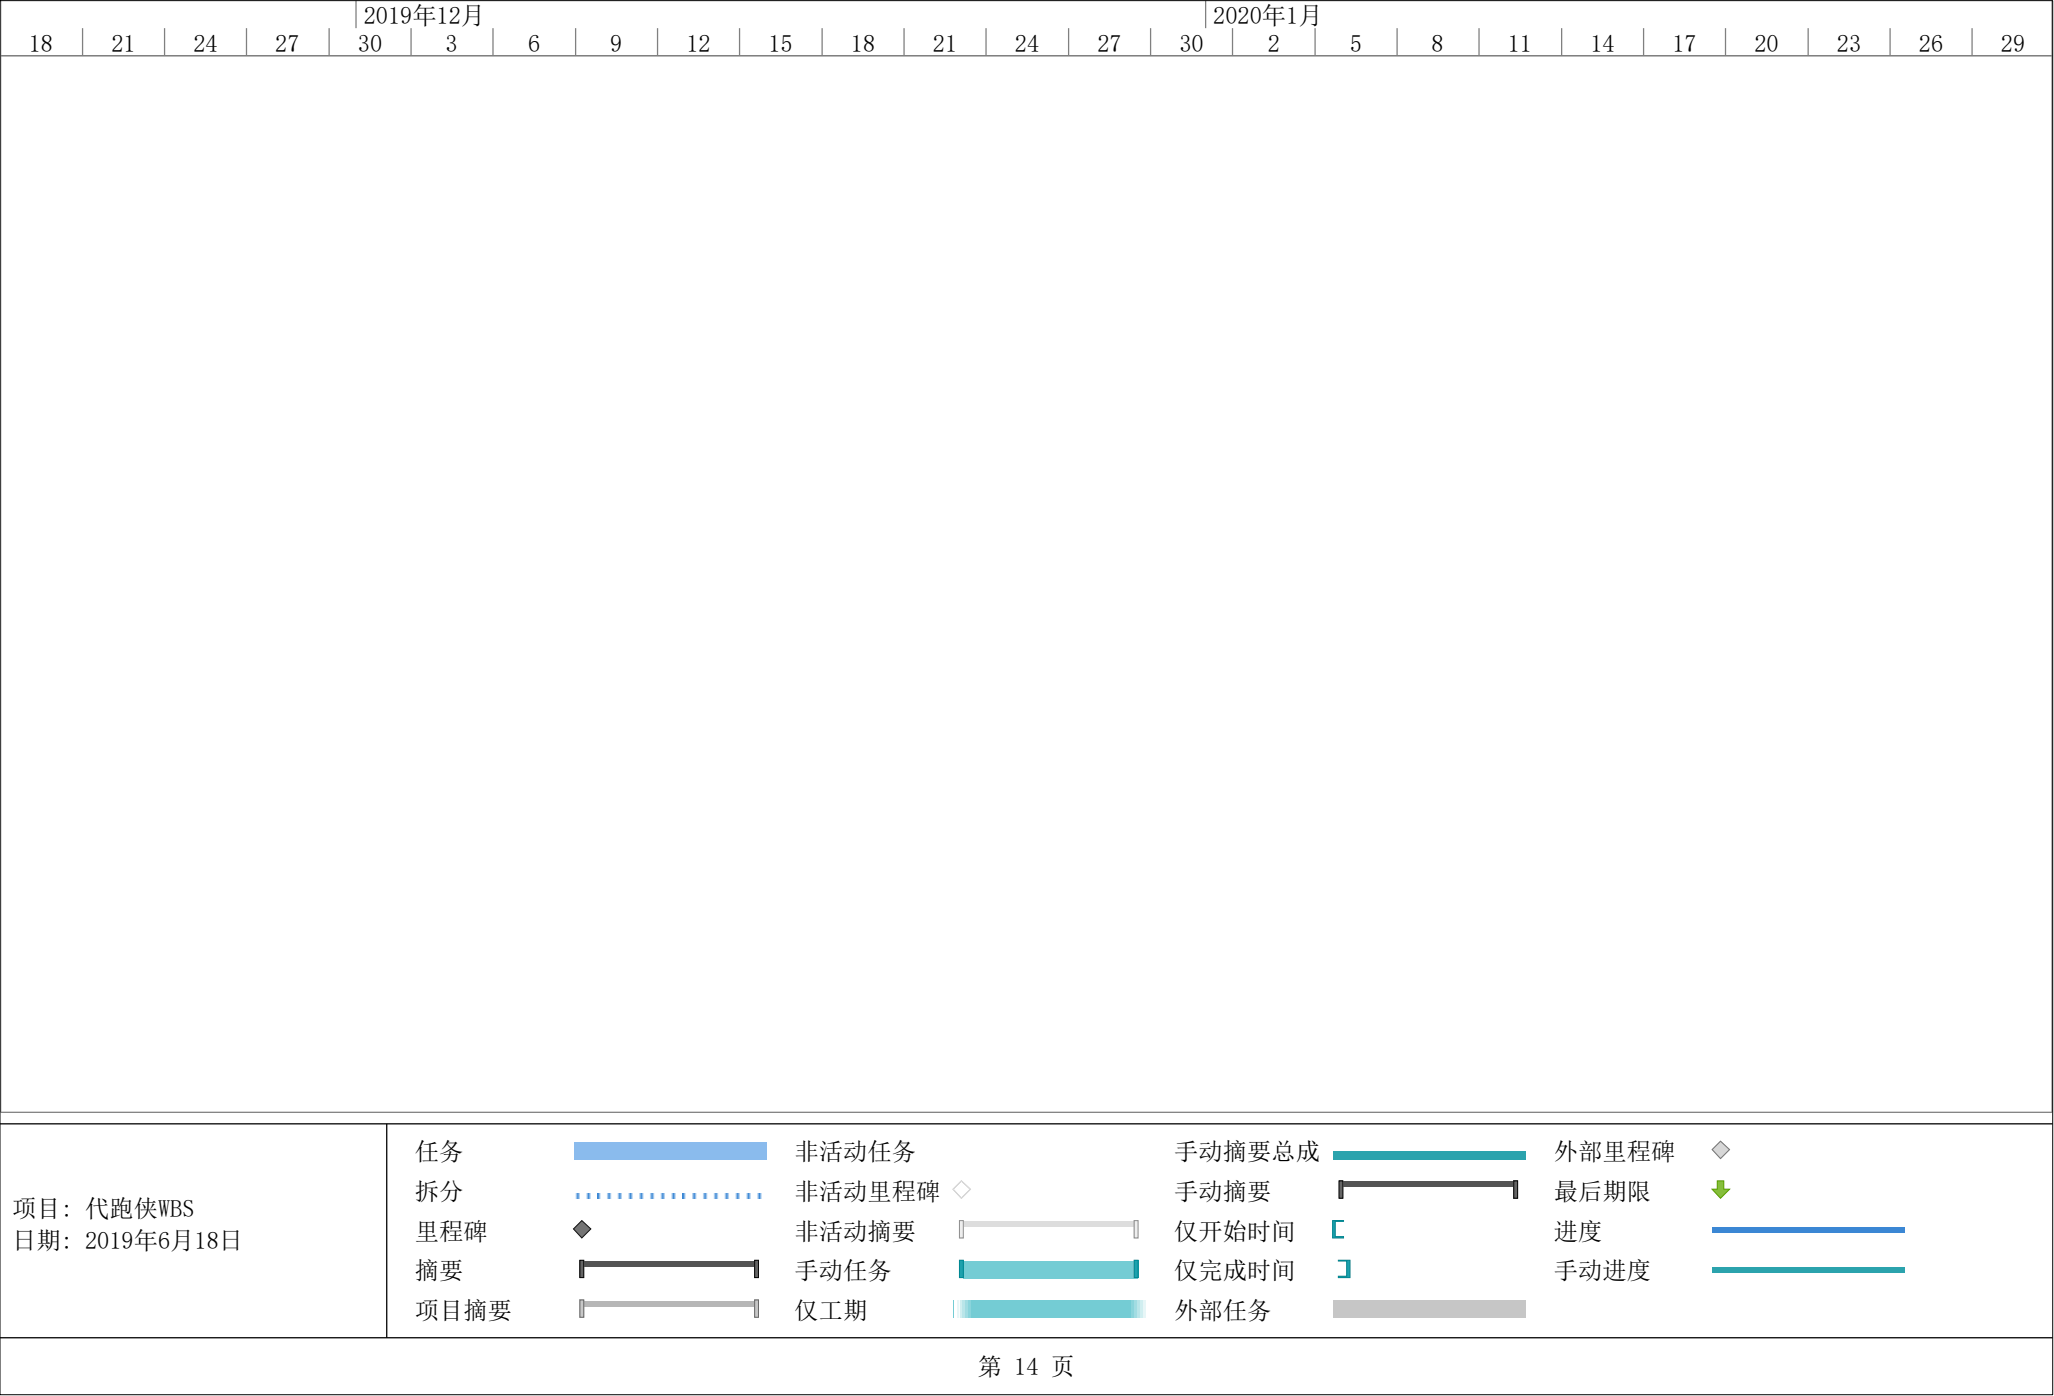 2019年12月 2020年1月
18 21 24 27 30 3 6 9 12 15 18 21 24 27 30 2 5 8 11 14 17 20 23 26 29
项目: 代跑侠WBS
日期: 2019年6月18日
任务 非活动任务 手动摘要总成 外部里程碑
拆分 非活动里程碑 手动摘要 最后期限
里程碑 非活动摘要 仅开始时间 进度
摘要 手动任务 仅完成时间 手动进度
项目摘要 仅工期 外部任务
第 14 页